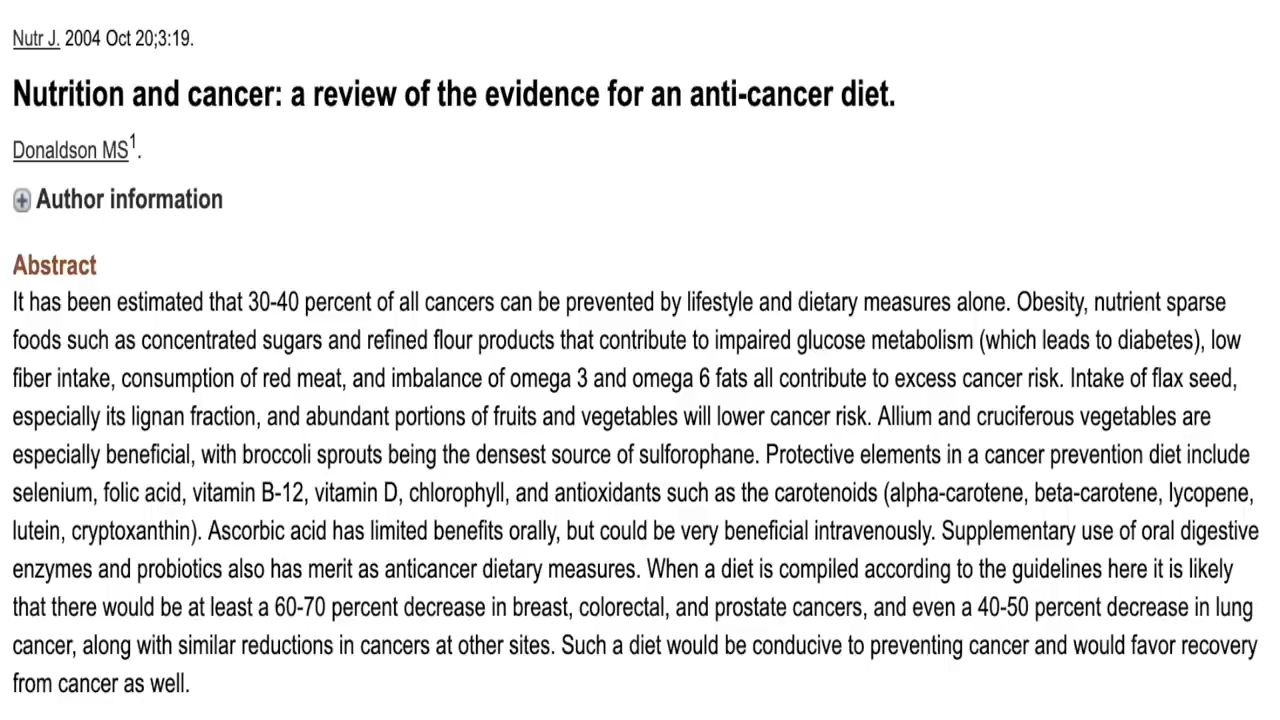 Nutr J. 2004 Oct 20;3:19.
Nutrition and cancer: a review of the evidence for an anti-cancer diet.
Donaldson MS1.
Author information
Abstract
It has been estimated that 30-40 percent of all cancers can be prevented by lifestyle and dietary measures alone. Obesity, nutrient sparse
foods such as concentrated sugars and refined flour products that contribute to impaired glucose metabolism (which leads to diabetes), low
fiber intake, consumption of red meat, and imbalance of omega 3 and omega 6 fats all contribute to excess cancer risk. Intake of flax seed,
especially its lignan fraction, and abundant portions of fruits and vegetables will lower cancer risk. Allium and cruciferous vegetables are
especially beneficial, with broccoli sprouts being the densest source of sulforophane. Protective elements in a cancer prevention diet include
selenium, folic acid, vitamin B-12, vitamin D, chlorophyll, and antioxidants such as the carotenoids (alpha-carotene, beta-carotene, lycopene,
lutein, cryptoxanthin). Ascorbic acid has limited benefits orally, but could be very beneficial intravenously. Supplementary use of oral digestive
enzymes and probiotics also has merit as anticancer dietary measures. When a diet is compiled according to the guidelines here it is likely
that there would be at least a 60-70 percent decrease in breast, colorectal, and prostate cancers, and even a 40-50 percent decrease in lung
cancer, along with similar reductions in cancers at other sites. Such a diet would be conducive to preventing cancer and would favor recovery
from cancer as well.